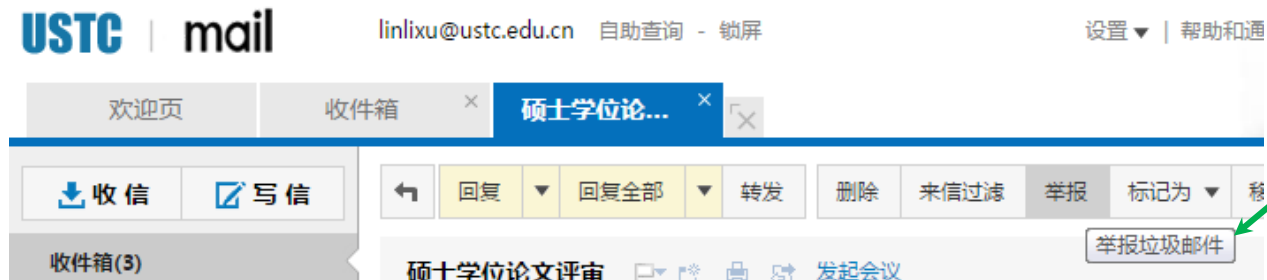 USTC mail linlixu@ustc.edu.cn 自助查询 - 锁屏 设置 ▼ | 帮助和通
欢迎页 收件箱 × 硕士学位论... ×
收信 写信 回复 ▼ 回复全部 ▼ 转发 删除 来信过滤 举报 标记为 ▼ 移
举报垃圾邮件
收件箱(3) 硕士学位论文评审 发起会议